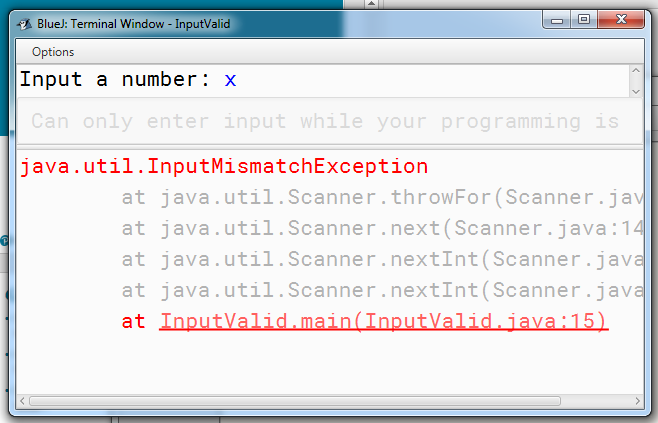 BlueJ: Terminal Window - InputValid
Options
Input a number: x
Can only enter input while your programming is
java.util.InputMismatchException
at java.util.Scanner.throwFor(Scanner.jav
at java.util.Scanner.next(Scanner.java:14
at java.util.Scanner.nextInt(Scanner.java
at java.util.Scanner.nextInt(Scanner.java
at InputValid.main(InputValid.java:15)